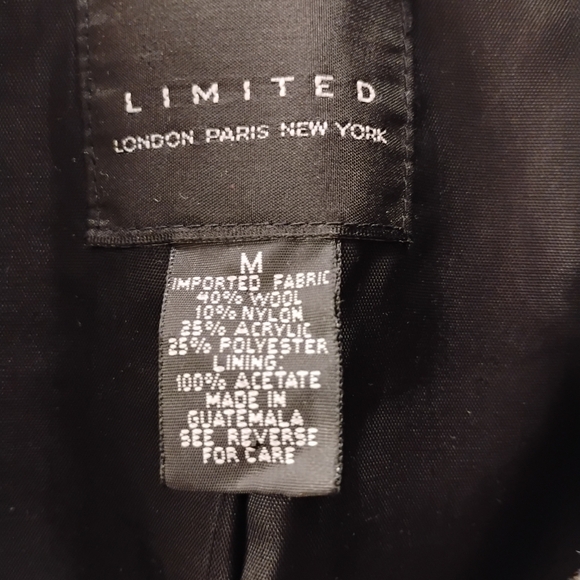 LIMITED
LONDON PARIS NEW YORK
M
IMPORTED FABRIC
40% WOOL
10% NYLON
25% ACRYLIC
25% POLYESTER
LINING:
100% ACETATE
MADE IN
GUATEMALA
SEE REVERSE
FOR CARE